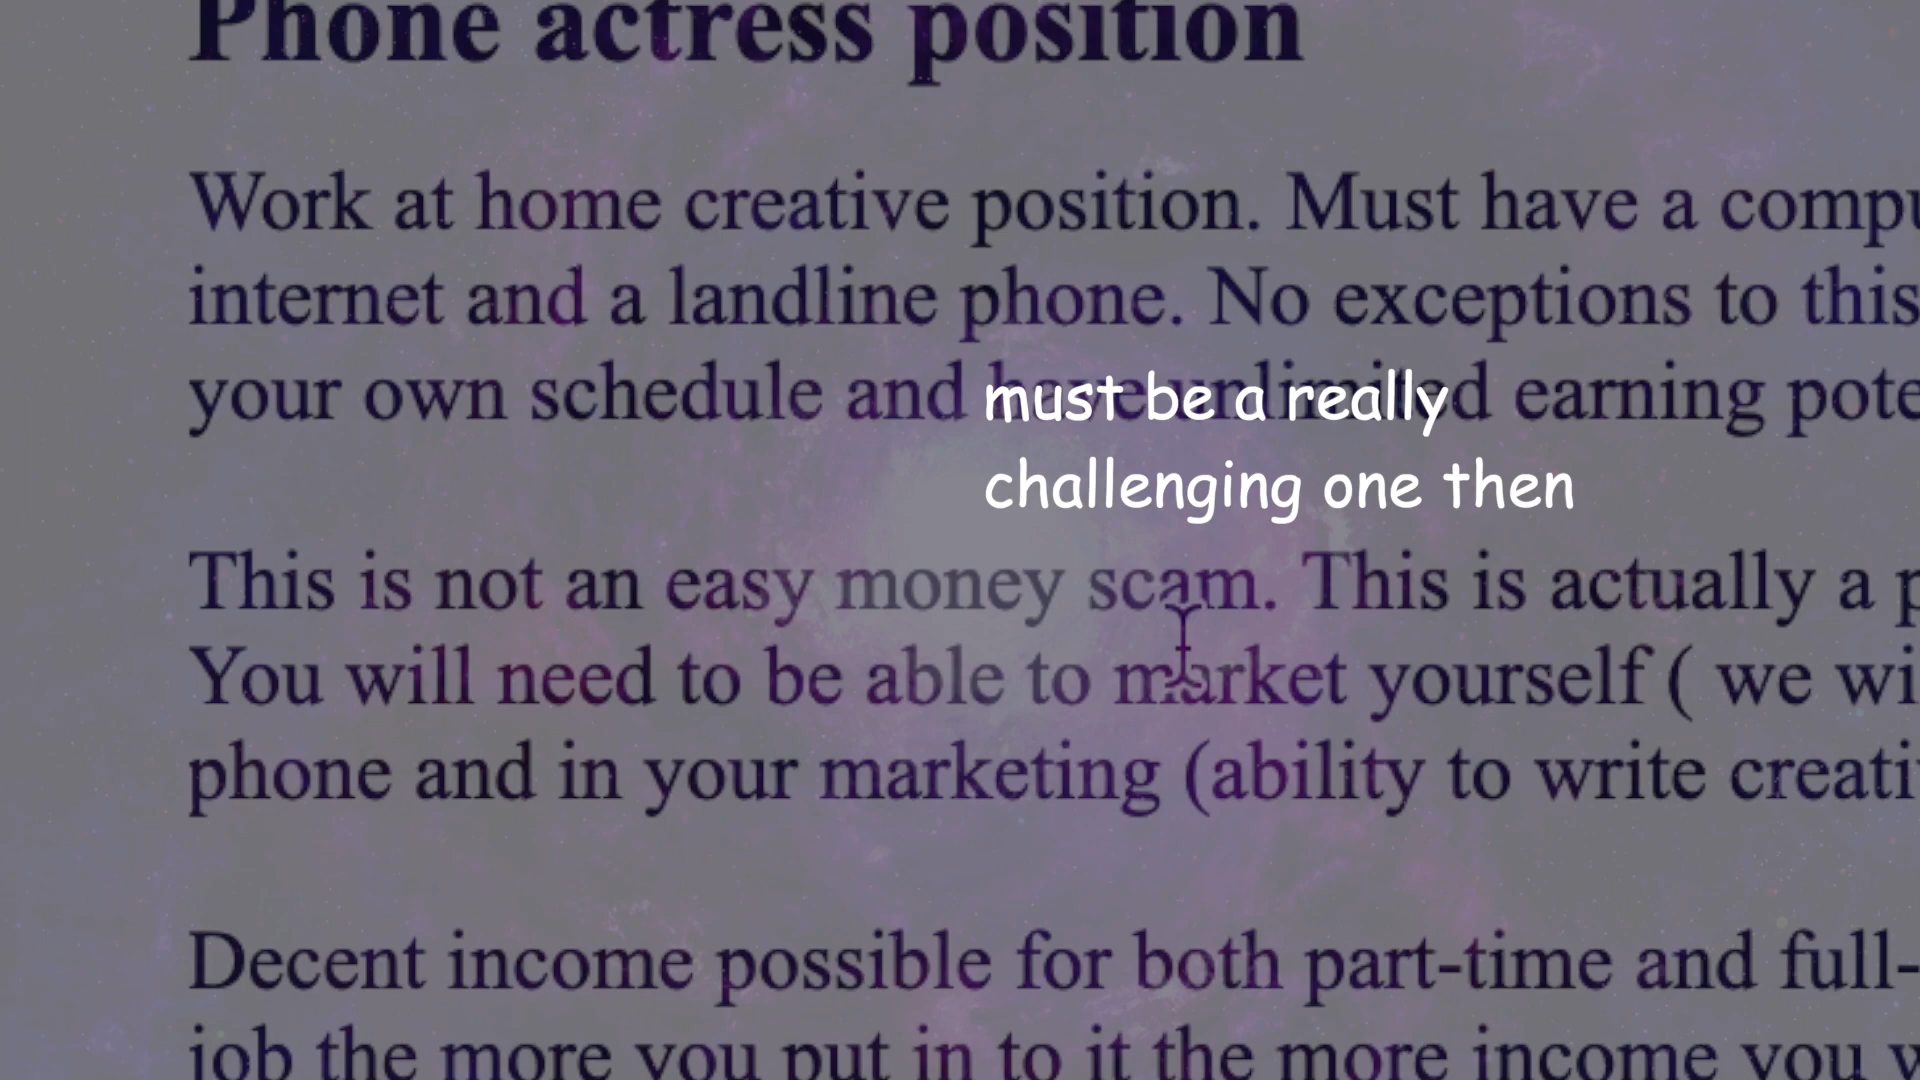 Phone actress position
Work at home creative position. Must have a
internet and a landline phone. No exceptions to this
your own schedule and have unlimited earning
must be a really
challenging one then
This is not an easy money scam. This is actually a
You will need to be able to market yourself ( we
phone and in your marketing (ability to write
Decent income possible for both part-time and full-
job the more you put in to it the more income you